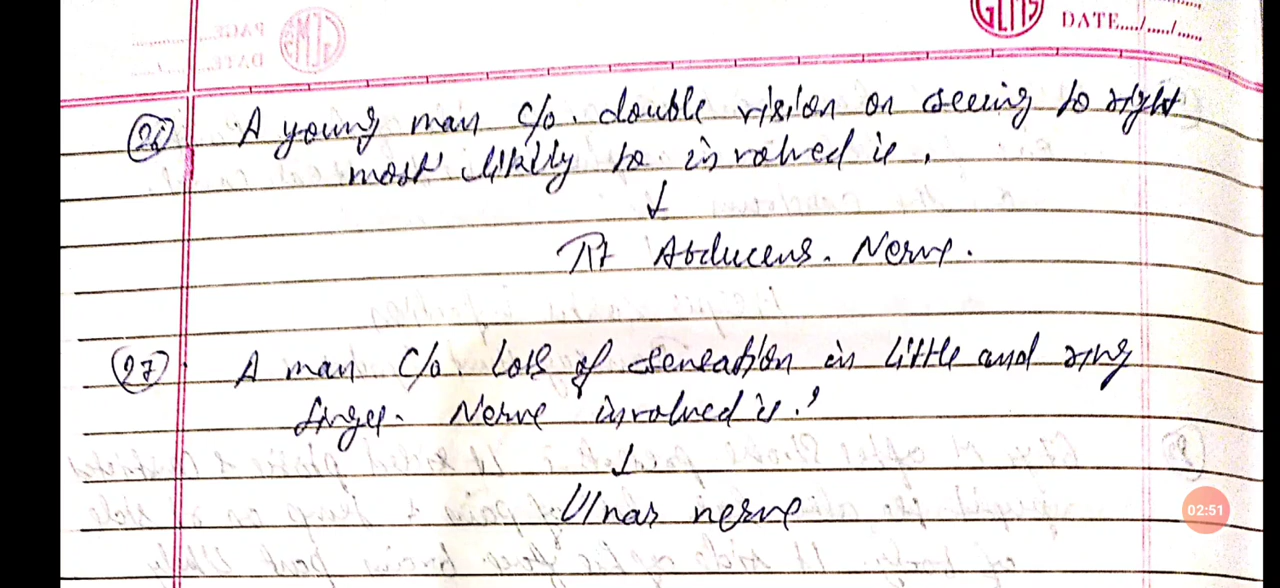 GCMS
DATE..../...../.....
26 A young man C/o. double vision on seeing to right
most likely to involved is.
Rt Abducens. Nerve.
27 A man C/o. Loss of sensation in little and ring
finger. Nerve involved is.
Ulnar nerve
02:51